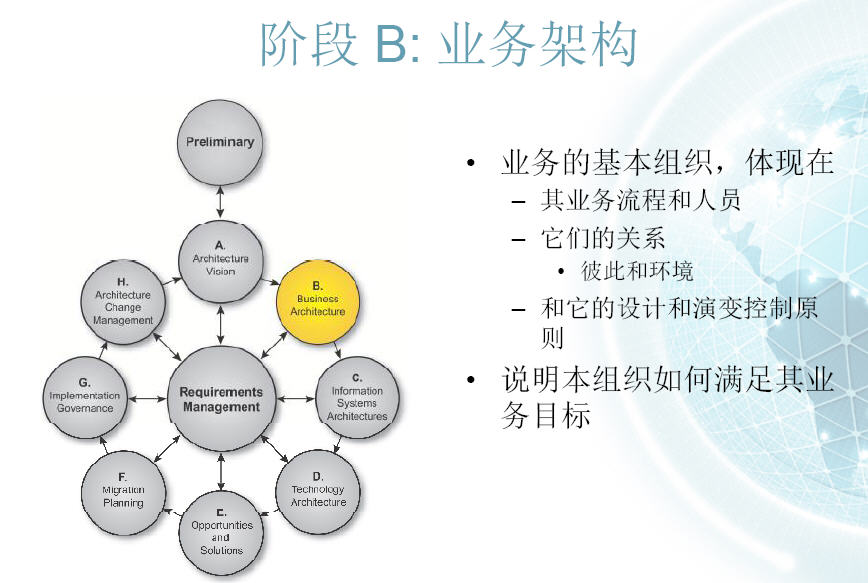 阶段 B: 业务架构
Preliminary
A.
Architecture
Vision
B.
Business
Architecture
C.
Information
Systems
Architectures
D.
Technology
Architecture
E.
Opportunities
and
Solutions
F.
Migration
Planning
G.
Implementation
Governance
H.
Architecture
Change
Management
Requirements
Management
• 业务的基本组织，体现在
– 其业务流程和人员
– 它们的关系
• 彼此和环境
– 和它的设计和演变控制原
则
• 说明本组织如何满足其业
务目标